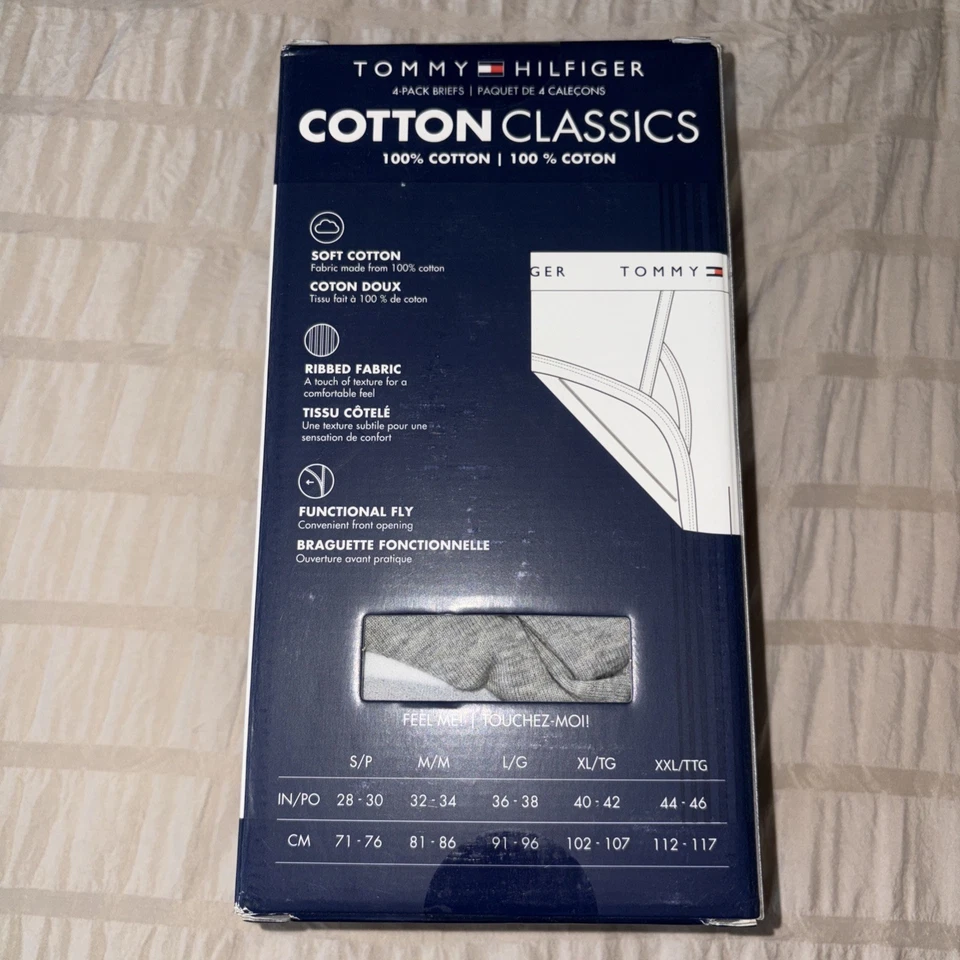 TOMMY HILFIGER
4-PACK BRIEFS | PAQUET DE 4 CALEÇONS
COTTON CLASSICS
100% COTTON | 100 % COTON
SOFT COTTON
Fabric made from 100% cotton
COTON DOUX
Tissu fait à 100 % de coton
GER TOMMY
RIBBED FABRIC
A touch of texture for a
comfortable feel
TISSU CÔTELÉ
Une texture subtile pour une
sensation de confort
FUNCTIONAL FLY
Convenient front opening
BRAGUETTE FONCTIONNELLE
Ouverture avant pratique
FEEL ME! | TOUCHEZ-MOI!
S/P M/M L/G XL/TG XXL/TTG
IN/PO 28 - 30 32 - 34 36 - 38 40 - 42 44 - 46
CM 71 - 76 81 - 86 91 - 96 102 - 107 112 - 117